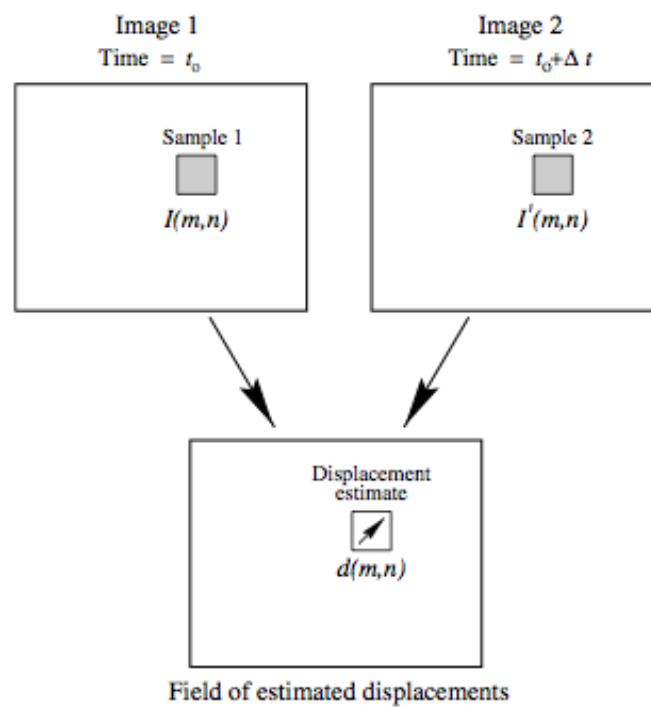 Image 1
Time = t₀
Image 2
Time = t₀+Δ t
Sample 1
I(m,n)
Sample 2
I'(m,n)
Displacement
estimate
d(m,n)
Field of estimated displacements